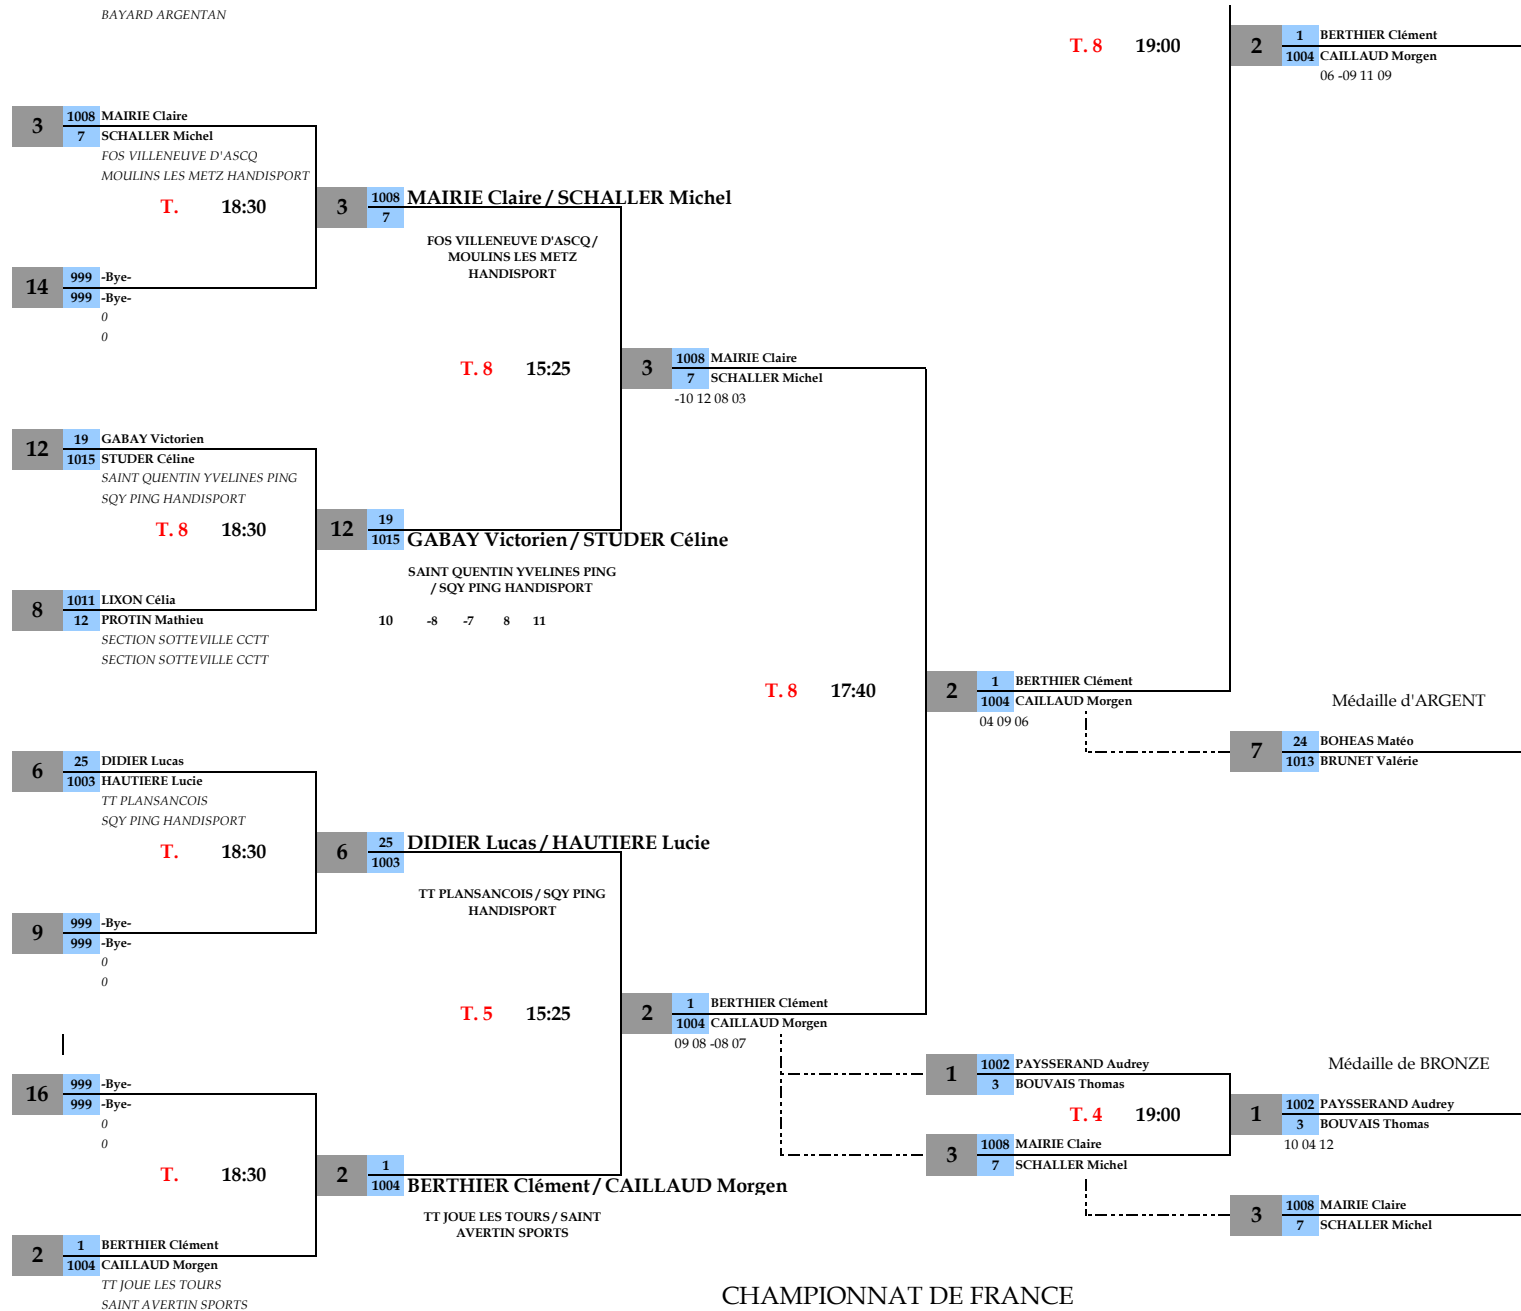 BAYARD ARGENTAN
T. 8 19:00
2
1 BERTHIER Clément
1004 CAILLAUD Morgen
06 -09 11 09
3
1008 MAIRIE Claire
7 SCHALLER Michel
FOS VILLENEUVE D'ASCQ
MOULINS LES METZ HANDISPORT
T. 18:30
3
1008 MAIRIE Claire / SCHALLER Michel
7
FOS VILLENEUVE D'ASCQ /
MOULINS LES METZ
HANDISPORT
14
999 -Bye-
999 -Bye-
0
0
T. 8 15:25
3
1008 MAIRIE Claire
7 SCHALLER Michel
-10 12 08 03
12
19 GABAY Victorien
1015 STUDER Céline
SAINT QUENTIN YVELINES PING
SQY PING HANDISPORT
T. 8 18:30
12
19
1015 GABAY Victorien / STUDER Céline
SAINT QUENTIN YVELINES PING
/ SQY PING HANDISPORT
10 -8 -7 8 11
8
1011 LIXON Célia
12 PROTIN Mathieu
SECTION SOTTEVILLE CCTT
SECTION SOTTEVILLE CCTT
T. 8 17:40
2
1 BERTHIER Clément
1004 CAILLAUD Morgen
04 09 06
Médaille d'ARGENT
7
24 BOHEAS Matéo
1013 BRUNET Valérie
6
25 DIDIER Lucas
1003 HAUTIERE Lucie
TT PLANSANCOIS
SQY PING HANDISPORT
T. 18:30
6
25 DIDIER Lucas / HAUTIERE Lucie
1003
TT PLANSANCOIS / SQY PING
HANDISPORT
9
999 -Bye-
999 -Bye-
0
0
T. 5 15:25
2
1 BERTHIER Clément
1004 CAILLAUD Morgen
09 08 -08 07
1
1002 PAYSSERAND Audrey
3 BOUVAIS Thomas
Médaille de BRONZE
T. 4 19:00
1
1002 PAYSSERAND Audrey
3 BOUVAIS Thomas
10 04 12
3
1008 MAIRIE Claire
7 SCHALLER Michel
16
999 -Bye-
999 -Bye-
0
0
T. 18:30
2
1
1004 BERTHIER Clément / CAILLAUD Morgen
TT JOUE LES TOURS / SAINT
AVERTIN SPORTS
3
1008 MAIRIE Claire
7 SCHALLER Michel
2
1 BERTHIER Clément
1004 CAILLAUD Morgen
TT JOUE LES TOURS
SAINT AVERTIN SPORTS
CHAMPIONNAT DE FRANCE